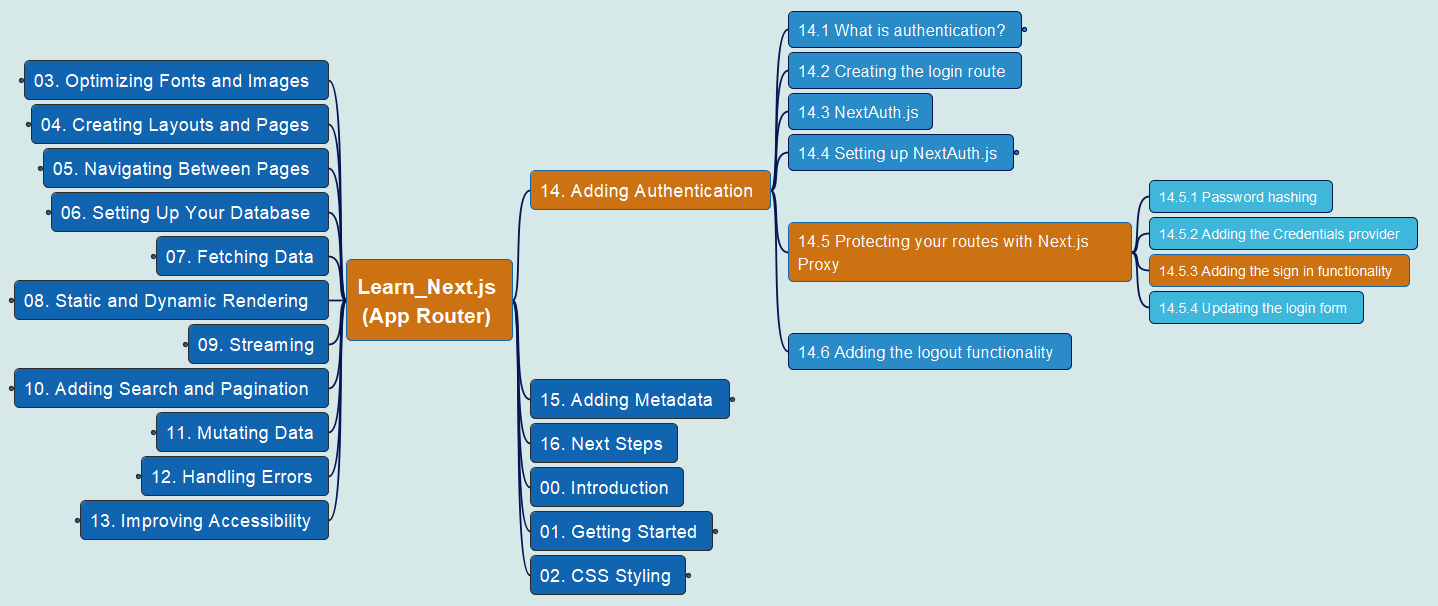 Learn_Next.js
(App Router)
14. Adding Authentication
14.1 What is authentication?
14.2 Creating the login route
14.3 NextAuth.js
14.4 Setting up NextAuth.js
14.5 Protecting your routes with Next.js
Proxy
14.5.1 Password hashing
14.5.2 Adding the Credentials provider
14.5.3 Adding the sign in functionality
14.5.4 Updating the login form
14.6 Adding the logout functionality
15. Adding Metadata
16. Next Steps
00. Introduction
01. Getting Started
02. CSS Styling
03. Optimizing Fonts and Images
04. Creating Layouts and Pages
05. Navigating Between Pages
06. Setting Up Your Database
07. Fetching Data
08. Static and Dynamic Rendering
09. Streaming
10. Adding Search and Pagination
11. Mutating Data
12. Handling Errors
13. Improving Accessibility